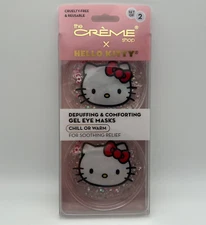 CRUELTY-FREE
& REUSABLE
SET OF 2
the
CRÈME
shop
X
HELLO KITTY
DEPUFFING & COMFORTING
GEL EYE MASKS
CHILL OR WARM
FOR SOOTHING RELIEF